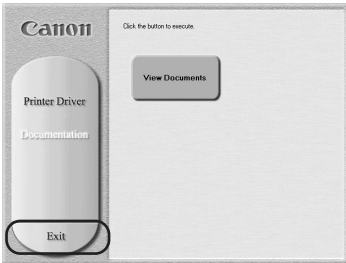 Canon
Click the button to execute.
View Documents
Printer Driver
Documentation
Exit